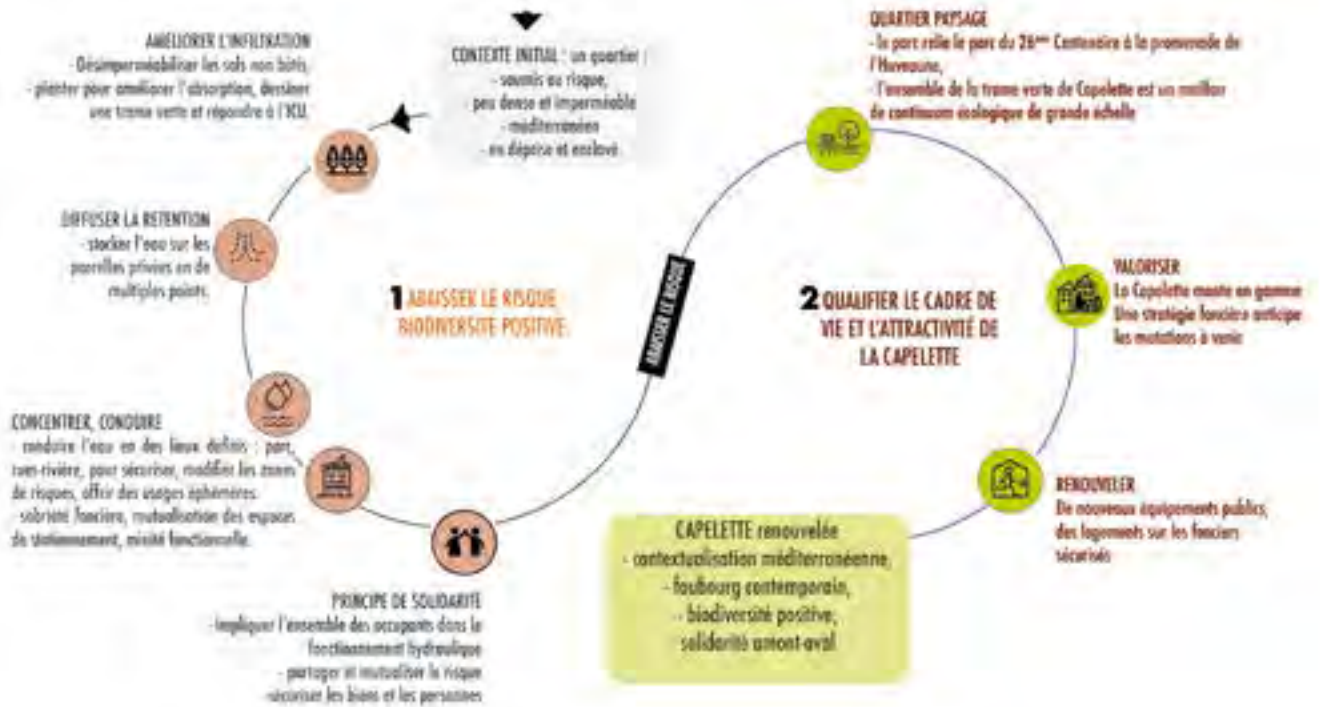 AMÉLIORER L'INFILTRATION
- Désimperméabiliser les sols non bâtis,
- planter pour améliorer l'absorption, dessiner
une trame verte et répondre à l'ICU.
CONTEXTE INITIAL : un quartier :
- soumis au risque,
- peu dense et imperméable
- méditerranéen
- en déprise et enclavé.
DIFFUSER LA RETENTION
- stocker l'eau sur les
parcelles privées en de
multiples points.
1 ABAISSER LE RISQUE
BIODIVERSITÉ POSITIVE.
CONCENTRER, CONDUIRE
- conduire l'eau en des lieux définis : parc,
rues-rivière, pour sécuriser, modifier les zones
de risques, offrir des usages éphémères.
- sobriété foncière, mutualisation des espaces
de stationnement, mixité fonctionnelle.
PRINCIPE DE SOLIDARITÉ
- impliquer l'ensemble des occupants dans le
fonctionnement hydraulique
- partager et mutualiser le risque
- sécuriser les biens et les personnes
ABAISSER LE RISQUE
QUARTIER PAYSAGE
- le parc relie le parc du 26ème Centenaire à la promenade de
l'Huveaune,
- l'ensemble de la trame verte de Capelette est un maillon
de continuum écologique de grande échelle
2 QUALIFIER LE CADRE DE
VIE ET L'ATTRACTIVITÉ DE
LA CAPELETTE
VALORISER
La Capelette monte en gamme
Une stratégie foncière anticipe
les mutations à venir
RENOUVELER
De nouveaux équipements publics,
des logements sur les fonciers
sécurisés
CAPELETTE renouvelée
- contextualisation méditerranéenne,
- faubourg contemporain,
- biodiversité positive,
solidarité amont-aval